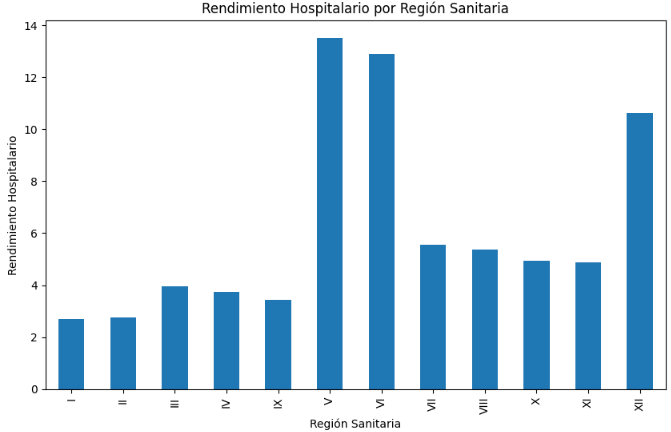 Rendimiento Hospitalario por Región Sanitaria
14
12
10
8
6
4
2
0
Rendimiento Hospitalario
I
II
III
IV
IX
V
VI
VII
VIII
X
XI
XII
Región Sanitaria